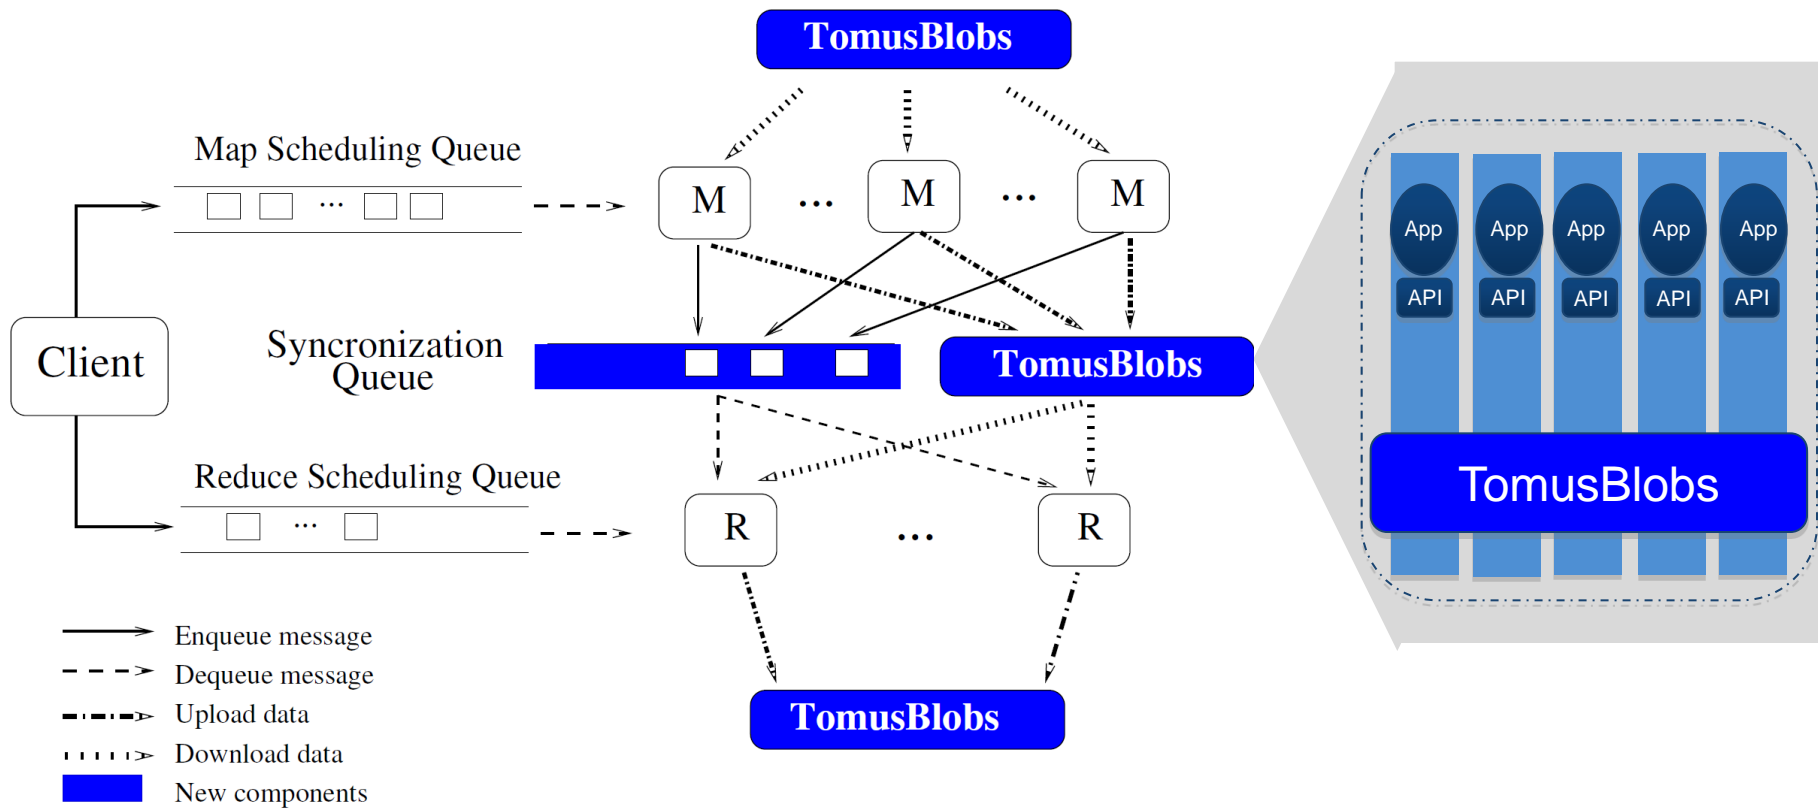 TomusBlobs
Map Scheduling Queue
...
M
...
M
...
M
Client
Syncronization
Queue
TomusBlobs
Reduce Scheduling Queue
...
R
...
R
TomusBlobs
Enqueue message
Dequeue message
Upload data
Download data
New components
App App App App App
API API API API API
TomusBlobs